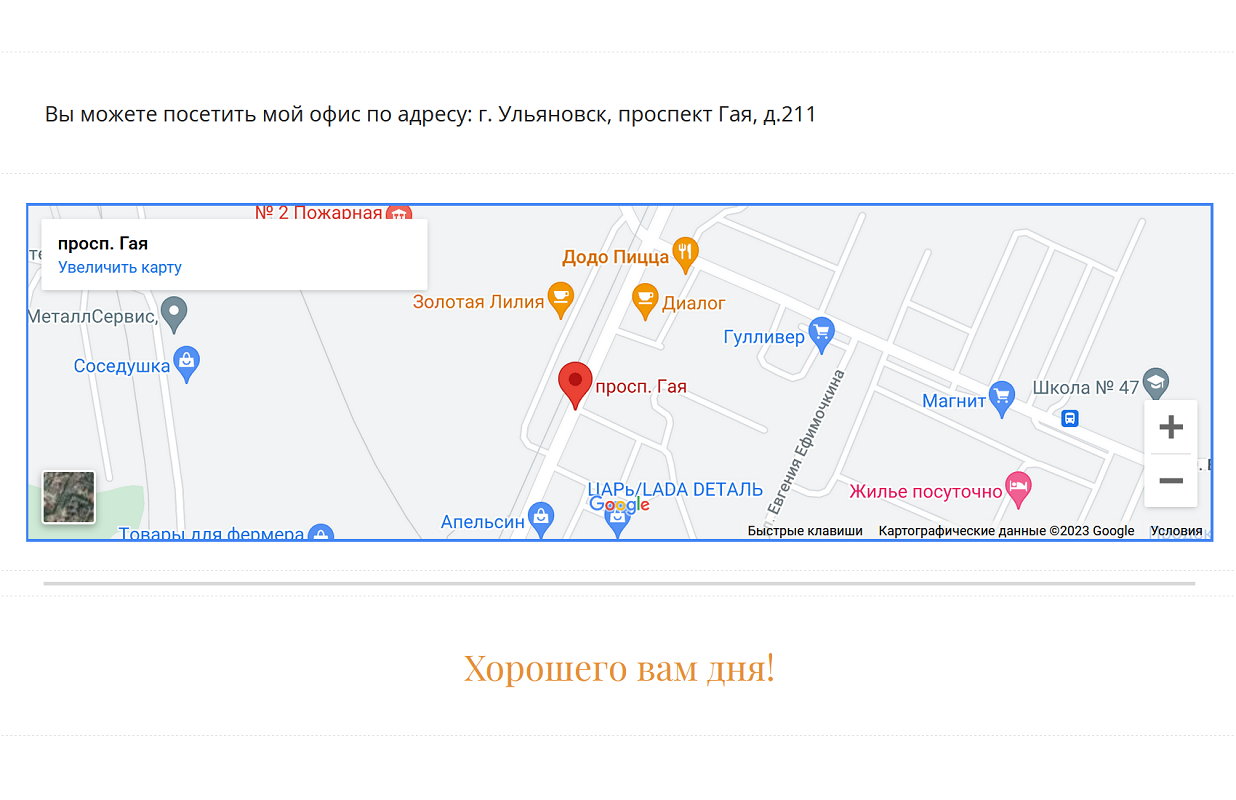 Вы можете посетить мой офис по адресу: г. Ульяновск, проспект Гая, д.211
№ 2 Пожарная
просп. Гая
Увеличить карту
Додо Пицца
Золотая Лилия
Диалог
МеталлСервис,
Гулливер
Соседушка
просп. Гая
Школа № 47
Магнит
ул. Евгения Ефимочкина
ЦАРь/LADA DЕТАЛЬ
Жилье посуточно
Google
Апельсин
Товары для фермера
Быстрые клавиши
Картографические данные ©2023 Google
Условия
Хорошего вам дня!